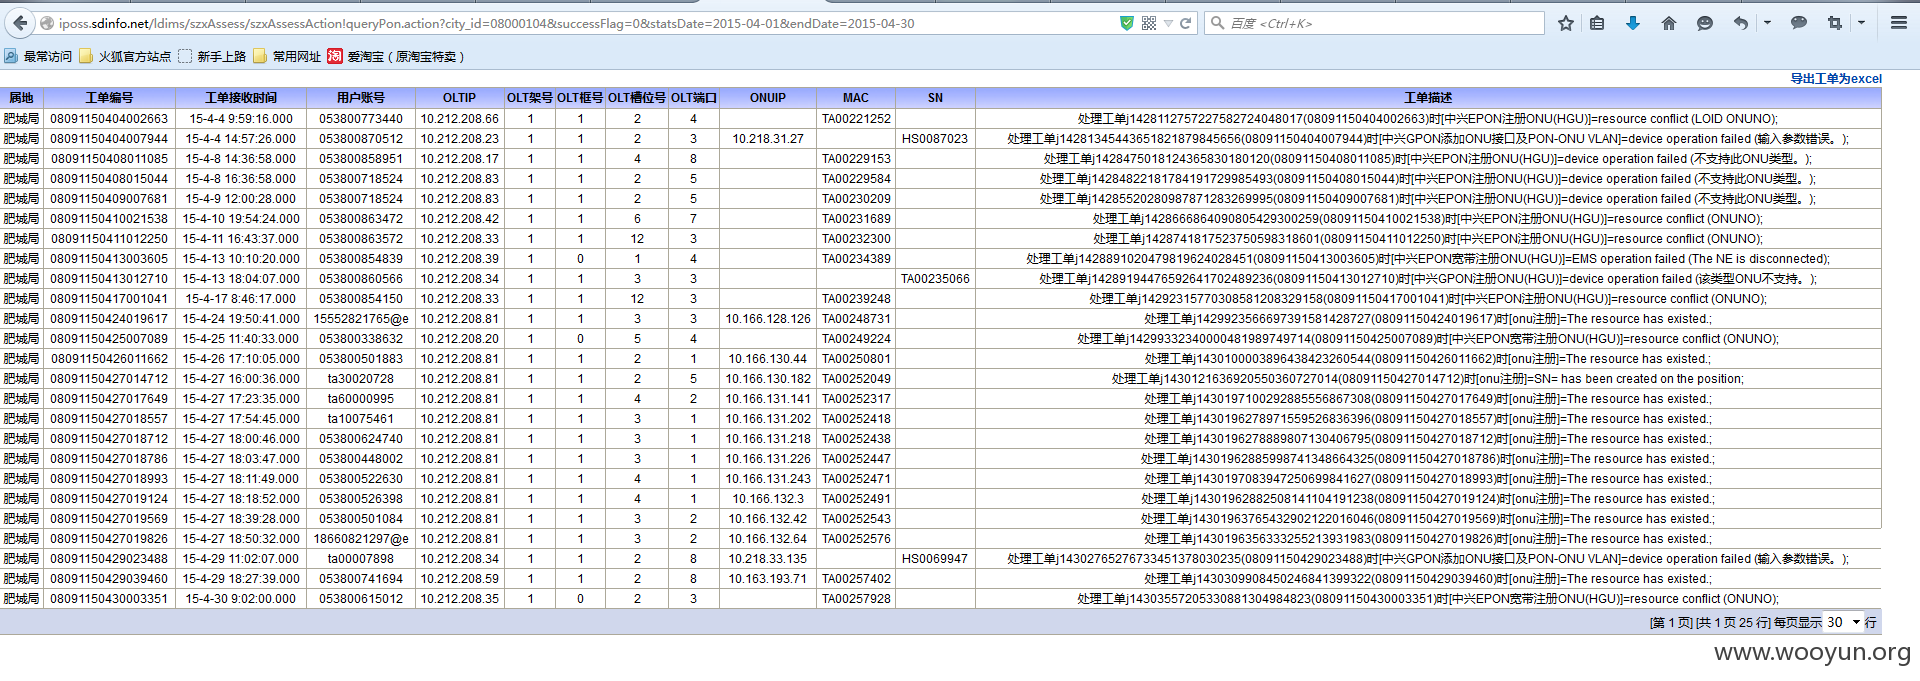 iposs.sdinfo.net/ldims/szxAssess/szxAssessAction!queryPon.action?city_id=08000104&successFlag=0&statsDate=2015-04-01&endDate=2015-04-30
百度 <Ctrl+K>
最常访问 火狐官方站点 新手上路 常用网址 爱淘宝（原淘宝特卖）
淘
导出工单为excel
局地 工单编号 工单接收时间 用户账号 OLTIP OLT架号 OLT框号 OLT槽位号 OLT端口 ONUIP MAC SN 工单描述
肥城局 08091150404002663 15-4-4 9:59:16.000 053800773440 10.212.208.66 1 1 2 4 TA00221252 处理工单j1428112757227582724048017(08091150404002663)时[中兴EPON注册ONU(HGU)]=resource conflict (LOID ONUNO);
肥城局 08091150404007944 15-4-4 14:57:26.000 053800870512 10.212.208.23 1 1 2 3 10.218.31.27 HS0087023 处理工单j14281345443651821879845656(08091150404007944)时[中兴GPON添加ONU接口及PON-ONU VLAN]=device operation failed (输入参数错误。);
肥城局 08091150408011085 15-4-8 14:36:58.000 053800858951 10.212.208.17 1 1 4 8 TA00229153 处理工单j1428475018124365830180120(08091150408011085)时[中兴EPON注册ONU(HGU)]=device operation failed (不支持此ONU类型。);
肥城局 08091150408015044 15-4-8 16:36:58.000 053800718524 10.212.208.83 1 1 2 5 TA00229584 处理工单j1428482218178419172998549​3(08091150408015044)时[中兴EPON注册ONU(HGU)]=device operation failed (不支持此ONU类型。);
肥城局 08091150409007681 15-4-9 12:00:28.000 053800718524 10.212.208.83 1 1 2 5 TA00230209 处理工单j1428552028098787128326999​5(08091150409007681)时[中兴EPON注册ONU(HGU)]=device operation failed (不支持此ONU类型。);
肥城局 08091150410021538 15-4-10 19:54:24.000 053800863472 10.212.208.42 1 1 6 7 TA00231689 处理工单j1428666864090805429300259(08091150410021538)时[中兴EPON注册ONU(HGU)]=resource conflict (ONUNO);
肥城局 08091150411012250 15-4-11 16:43:37.000 053800863572 10.212.208.33 1 1 12 3 TA00232300 处理工单j1428741817523750598318601(08091150411012250)时[中兴EPON注册ONU(HGU)]=resource conflict (ONUNO);
肥城局 08091150413003605 15-4-13 10:10:20.000 053800854839 10.212.208.39 1 0 1 4 TA00234389 处理工单j1428891020479819624028451(08091150413003605)时[中兴EPON宽带注册ONU(HGU)]=EMS operation failed (The NE is disconnected);
肥城局 08091150413012710 15-4-13 18:04:07.000 053800860566 10.212.208.34 1 1 3 3 TA00235066 处理工单j1428919447659264170248923​6(08091150413012710)时[中兴GPON注册ONU(HGU)]=device operation failed (该类型ONU不支持。);
肥城局 08091150417001041 15-4-17 8:46:17.000 053800854150 10.212.208.33 1 1 12 3 TA00239248 处理工单j1429231577030858120832915​8(08091150417001041)时[中兴EPON注册ONU(HGU)]=resource conflict (ONUNO);
肥城局 08091150424019617 15-4-24 19:50:41.000 15552821765@e 10.212.208.81 1 1 3 3 10.166.128.126 TA00248731 处理工单j1429923566697391581428727(08091150424019617)时[onu注册]=The resource has existed.;
肥城局 08091150425007089 15-4-25 11:40:33.000 053800338632 10.212.208.20 1 0 5 4 TA00249224 处理工单j1429933234000048198974971​4(08091150425007089)时[中兴EPON宽带注册ONU(HGU)]=resource conflict (ONUNO);
肥城局 08091150426011662 15-4-26 17:10:05.000 053800501883 10.212.208.81 1 1 2 1 10.166.130.44 TA00250801 处理工单j1430100003896438423260544(08091150426011662)时[onu注册]=The resource has existed.;
肥城局 08091150427014712 15-4-27 16:00:36.000 ta30020728 10.212.208.81 1 1 2 5 10.166.130.182 TA00252049 处理工单j1430121636920550360727014(08091150427014712)时[onu注册]=SN= has been created on the position;
肥城局 08091150427017649 15-4-27 17:23:35.000 ta60000995 10.212.208.81 1 1 4 2 10.166.131.141 TA00252317 处理工单j1430197100292885556867308(08091150427017649)时[onu注册]=The resource has existed.;
肥城局 08091150427018557 15-4-27 17:54:45.000 ta10075461 10.212.208.81 1 1 3 1 10.166.131.202 TA00252418 处理工单j1430196278971559526836396(08091150427018557)时[onu注册]=The resource has existed.;
肥城局 08091150427018712 15-4-27 18:00:46.000 053800624740 10.212.208.81 1 1 3 1 10.166.131.218 TA00252438 处理工单j1430196278889807130406795(08091150427018712)时[onu注册]=The resource has existed.;
肥城局 08091150427018786 15-4-27 18:03:47.000 053800448002 10.212.208.81 1 1 3 1 10.166.131.226 TA00252447 处理工单j1430196288599874134866432​5(08091150427018786)时[onu注册]=The resource has existed.;
肥城局 08091150427018993 15-4-27 18:11:49.000 053800522630 10.212.208.81 1 1 4 1 10.166.131.243 TA00252471 处理工单j1430197083947250699841627(08091150427018993)时[onu注册]=The resource has existed.;
肥城局 08091150427019124 15-4-27 18:18:52.000 053800526398 10.212.208.81 1 1 4 1 10.166.132.3 TA00252491 处理工单j1430196288250814110419123​8(08091150427019124)时[onu注册]=The resource has existed.;
肥城局 08091150427019569 15-4-27 18:39:28.000 053800501084 10.212.208.81 1 1 3 2 10.166.132.42 TA00252543 处理工单j1430196376543290212201604​6(08091150427019569)时[onu注册]=The resource has existed.;
肥城局 08091150427019826 15-4-27 18:50:32.000 18660821297@e 10.212.208.81 1 1 3 2 10.166.132.64 TA00252576 处理工单j1430196356333255213931983(08091150427019826)时[onu注册]=The resource has existed.;
肥城局 08091150429023488 15-4-29 11:02:07.000 ta00007898 10.212.208.34 1 1 2 8 10.218.33.135 HS0069947 处理工单j1430276527673345137803023​5(08091150429023488)时[中兴GPON添加ONU接口及PON-ONU VLAN]=device operation failed (输入参数错误。);
肥城局 08091150429039460 15-4-29 18:27:39.000 053800741694 10.212.208.59 1 1 2 8 10.163.193.71 TA00257402 处理工单j1430309908450246841399322(08091150429039460)时[onu注册]=The resource has existed.;
肥城局 08091150430003351 15-4-30 9:02:00.000 053800615012 10.212.208.35 1 0 2 3 TA00257928 处理工单j1430355720533088130498482​3(08091150430003351)时[中兴EPON宽带注册ONU(HGU)]=resource conflict (ONUNO);
[第 1 页] [共 1 页 25 行] 每页显示 30 行
www.wooyun.org